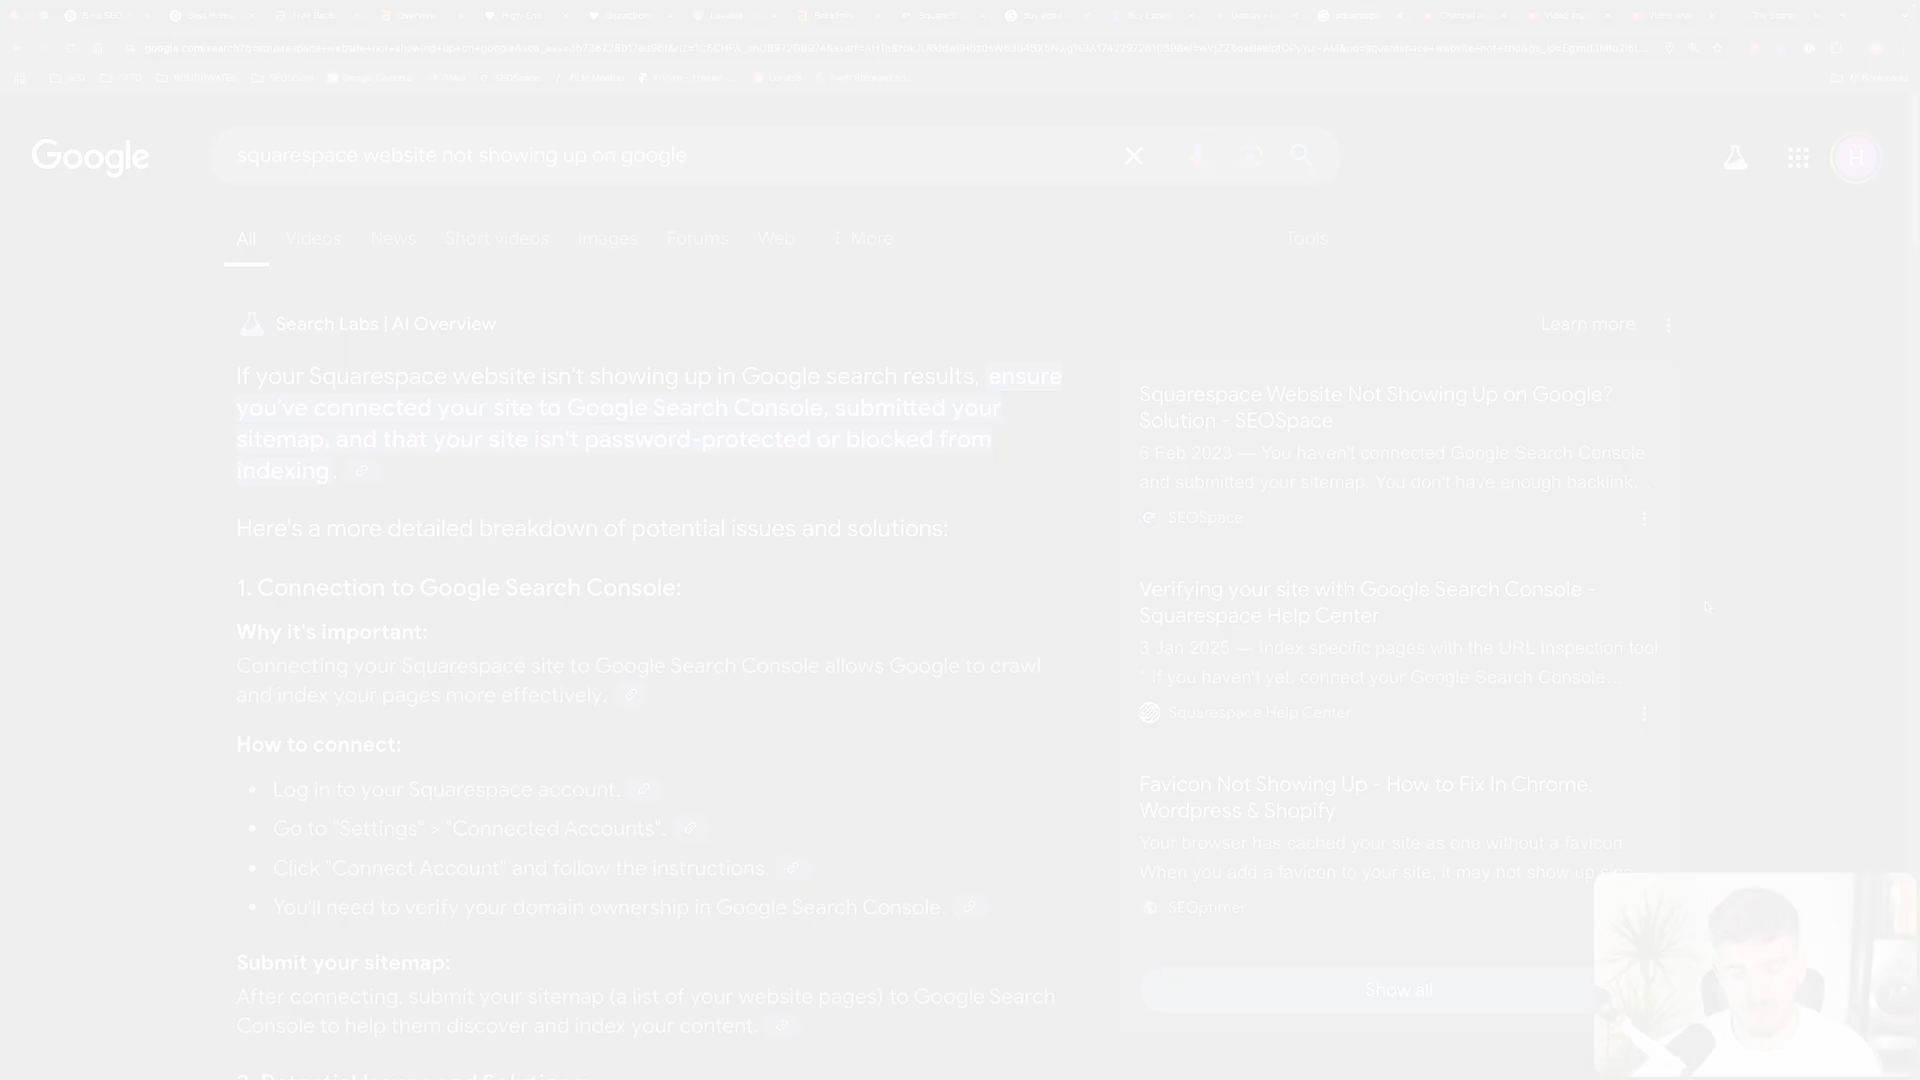 Google
squarespace website not showing up on google
H
All Videos News Short videos Images Forums Web More Tools
Search Labs | AI Overview
Learn more
If your Squarespace website isn't showing up in Google search results, ensure
you've connected your site to Google Search Console, submitted your
sitemap, and that your site isn't password-protected or blocked from
indexing.
Here's a more detailed breakdown of potential issues and solutions:
1. Connection to Google Search Console:
Why it's important:
Connecting your Squarespace site to Google Search Console allows Google to crawl
and index your pages more effectively.
How to connect:
• Log in to your Squarespace account.
• Go to "Settings" > "Connected Accounts".
• Click "Connect Account" and follow the instructions.
• You'll need to verify your domain ownership in Google Search Console.
Submit your sitemap:
After connecting, submit your sitemap (a list of your website pages) to Google Search
Console to help them discover and index your content.
Squarespace Website Not Showing Up on Google?
Solution - SEOSpace
6 Feb 2023 — You haven't connected Google Search Console
and submitted your sitemap. You don't have enough backlink...
SEOSpace
Verifying your site with Google Search Console -
Squarespace Help Center
3 Jan 2025 — Index specific pages with the URL Inspection tool
* If you haven't yet, connect your Google Search Console...
Squarespace Help Center
Favicon Not Showing Up - How to Fix In Chrome,
Wordpress & Shopify
Your browser has cached your site as one without a favicon
When you add a favicon to your site, it may not show up
SEOptimer
Show all